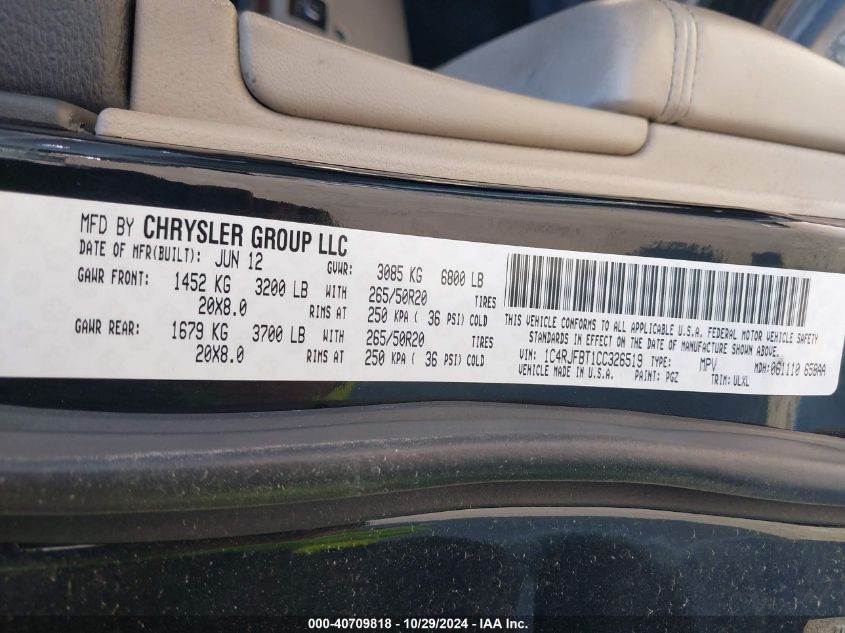 MFD BY CHRYSLER GROUP LLC
DATE OF MFR(BUILT): JUN 12 GVWR: 3085 KG 6800 LB
GAWR FRONT: 1452 KG 3200 LB WITH 265/50R20 TIRES
20X8.0 RIMS AT 250 KPA ( 36 PSI) COLD
GAWR REAR: 1679 KG 3700 LB WITH 265/50R20 TIRES
20X8.0 RIMS AT 250 KPA ( 36 PSI) COLD
THIS VEHICLE CONFORMS TO ALL APPLICABLE U.S.A. FEDERAL MOTOR VEHICLE SAFETY
STANDARDS IN EFFECT ON THE DATE OF MANUFACTURE SHOWN ABOVE.
VIN: 1C4RJFBT1CC326519 TYPE: MPV MDH: 061110 658AA
VEHICLE MADE IN U.S.A. PAINT: PGZ TRIM: ULXL
000-40709818 - 10/29/2024 - IAA Inc.